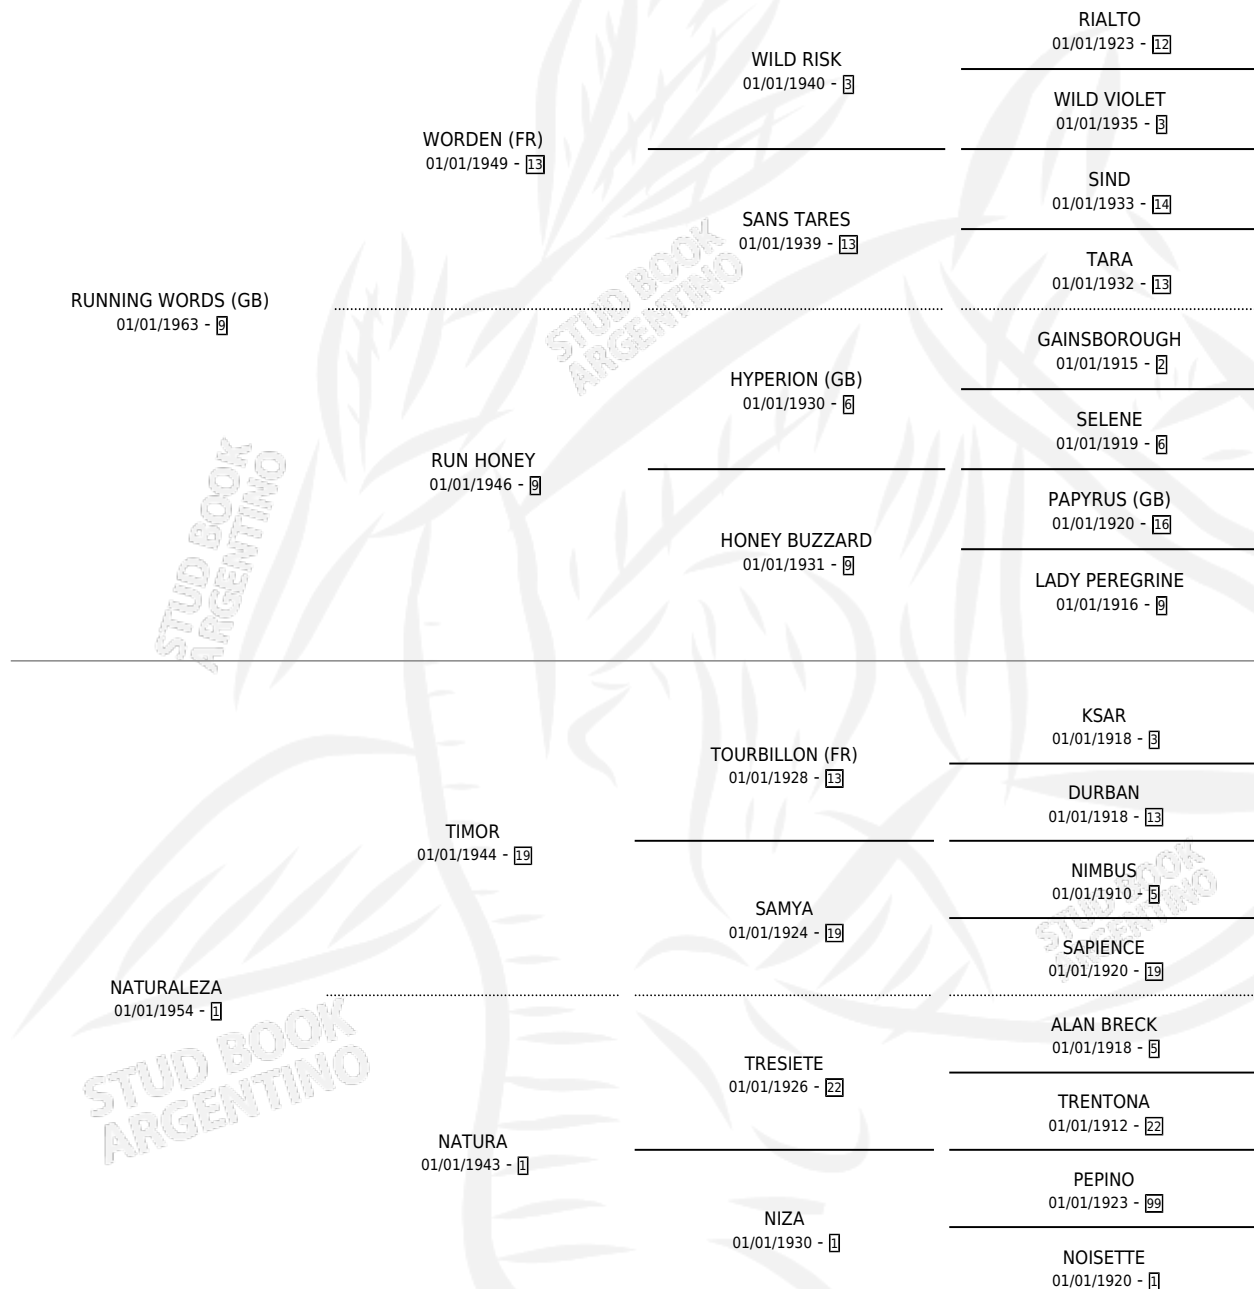 RIALTO
01/01/1923 - 12
WILD RISK
01/01/1940 - 3
WILD VIOLET
01/01/1935 - 3
WORDEN (FR)
01/01/1949 - 13
SIND
01/01/1933 - 14
SANS TARES
01/01/1939 - 13
TARA
01/01/1932 - 13
RUNNING WORDS (GB)
01/01/1963 - 9
GAINSBOROUGH
01/01/1915 - 2
HYPERION (GB)
01/01/1930 - 6
SELENE
01/01/1919 - 6
RUN HONEY
01/01/1946 - 9
PAPYRUS (GB)
01/01/1920 - 16
HONEY BUZZARD
01/01/1931 - 9
LADY PEREGRINE
01/01/1916 - 9
KSAR
01/01/1918 - 3
TOURBILLON (FR)
01/01/1928 - 13
DURBAN
01/01/1918 - 13
TIMOR
01/01/1944 - 19
NIMBUS
01/01/1910 - 5
SAMYA
01/01/1924 - 19
SAPIENCE
01/01/1920 - 19
NATURALEZA
01/01/1954 - 1
ALAN BRECK
01/01/1918 - 5
TRESIETE
01/01/1926 - 22
TRENTONA
01/01/1912 - 22
NATURA
01/01/1943 - 1
PEPINO
01/01/1923 - 99
NIZA
01/01/1930 - 1
NOISETTE
01/01/1920 - 1
STUD BOOK
ARGENTINO
STUD BOOK
ARGENTINO
STUD BOOK
ARGENTINO
STUD BOOK
ARGENTINO